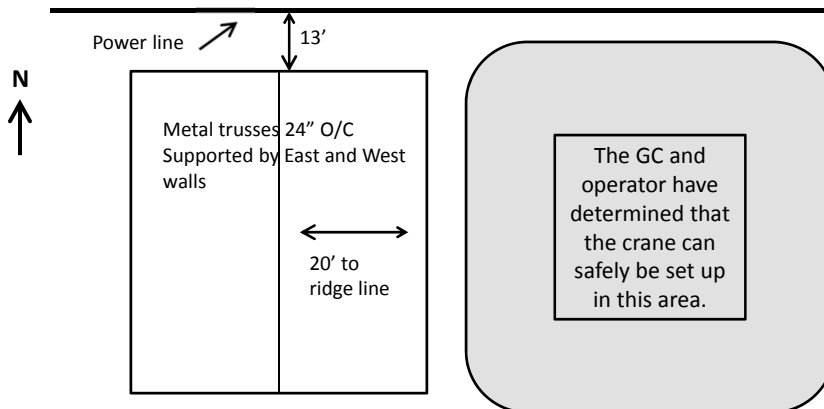 Power line
13’
N
Metal trusses 24” O/C
Supported by East and West
walls
20’ to
ridge line
The GC and
operator have
determined that
the crane can
safely be set up
in this area.